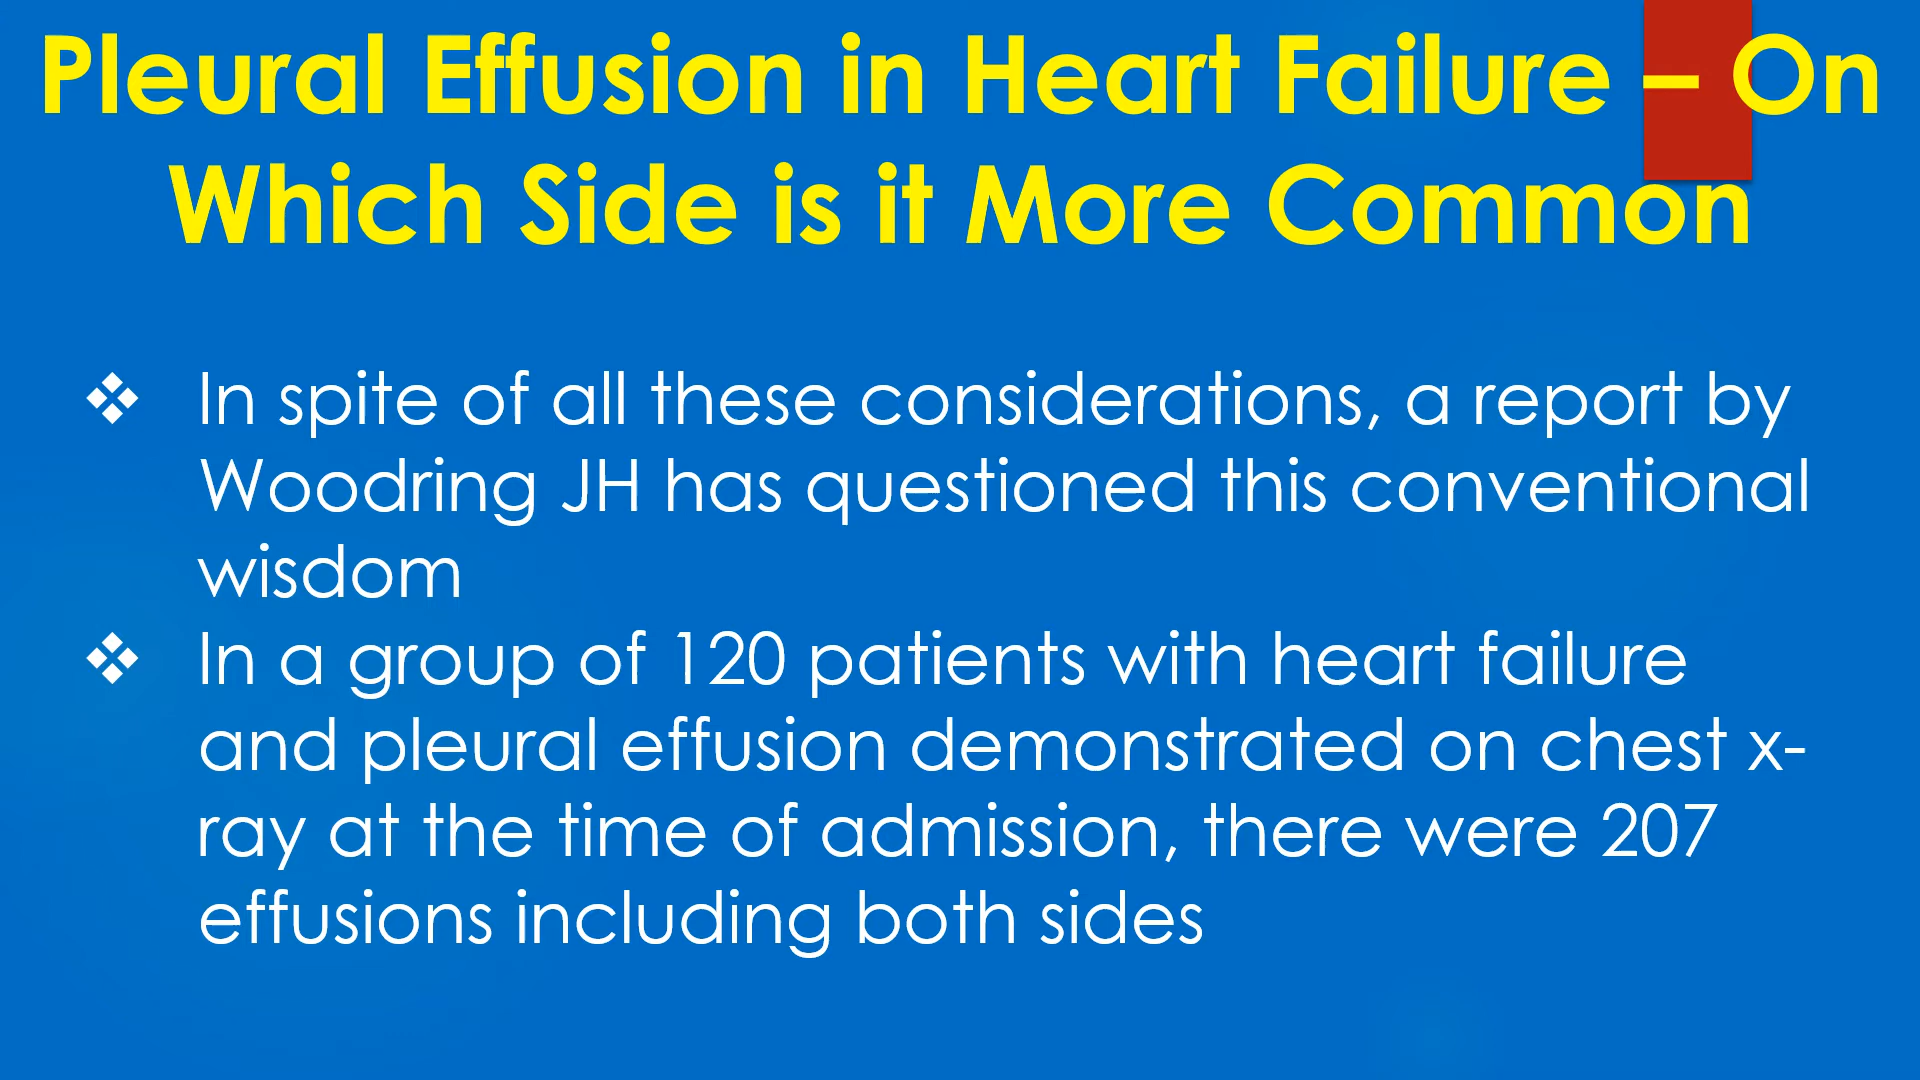 Pleural Effusion in Heart Failure – On
Which Side is it More Common
❖ In spite of all these considerations, a report by
Woodring JH has questioned this conventional
wisdom
❖ In a group of 120 patients with heart failure
and pleural effusion demonstrated on chest x-
ray at the time of admission, there were 207
effusions including both sides